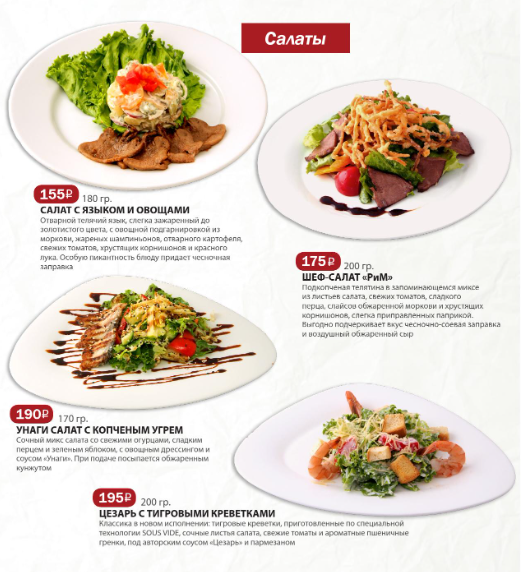 Салаты
155₽ 180 гр.
САЛАТ С ЯЗЫКОМ И ОВОЩАМИ
Отварной телячий язык, слегка зажаренный до
золотистого цвета, с овощной подгарнировкой из
моркови, жареных шампиньонов, отварного картофеля,
свежих томатов, хрустящих корнишонов и красного
лука. Особую пикантность блюду придает чесночная
заправка
175₽ 200 гр.
ШЕФ-САЛАТ «РиМ»
Подкопченая телятина в запоминающемся миксе
из листьев салата, свежих томатов, сладкого
перца, слайсов обжаренной моркови и хрустящих
корнишонов, слегка приправленных паприкой.
Выгодно подчеркивает вкус чесночно-соевая заправка
и воздушный обжаренный сыр
190₽ 170 гр.
УНАГИ САЛАТ С КОПЧЕНЫМ УГРЕМ
Сочный микс салата со свежими огурцами, сладким
перцем и зеленым яблоком, с овощным дрессингом и
соусом «Унаги». При подаче посыпается обжаренным
кунжутом
195₽ 200 гр.
ЦЕЗАРЬ С ТИГРОВЫМИ КРЕВЕТКАМИ
Классика в новом исполнении: тигровые креветки, приготовленные по специальной
технологии SOUS VIDE, сочные листья салата, свежие томаты и ароматные пшеничные
гренки, под авторским соусом «Цезарь» и пармезаном